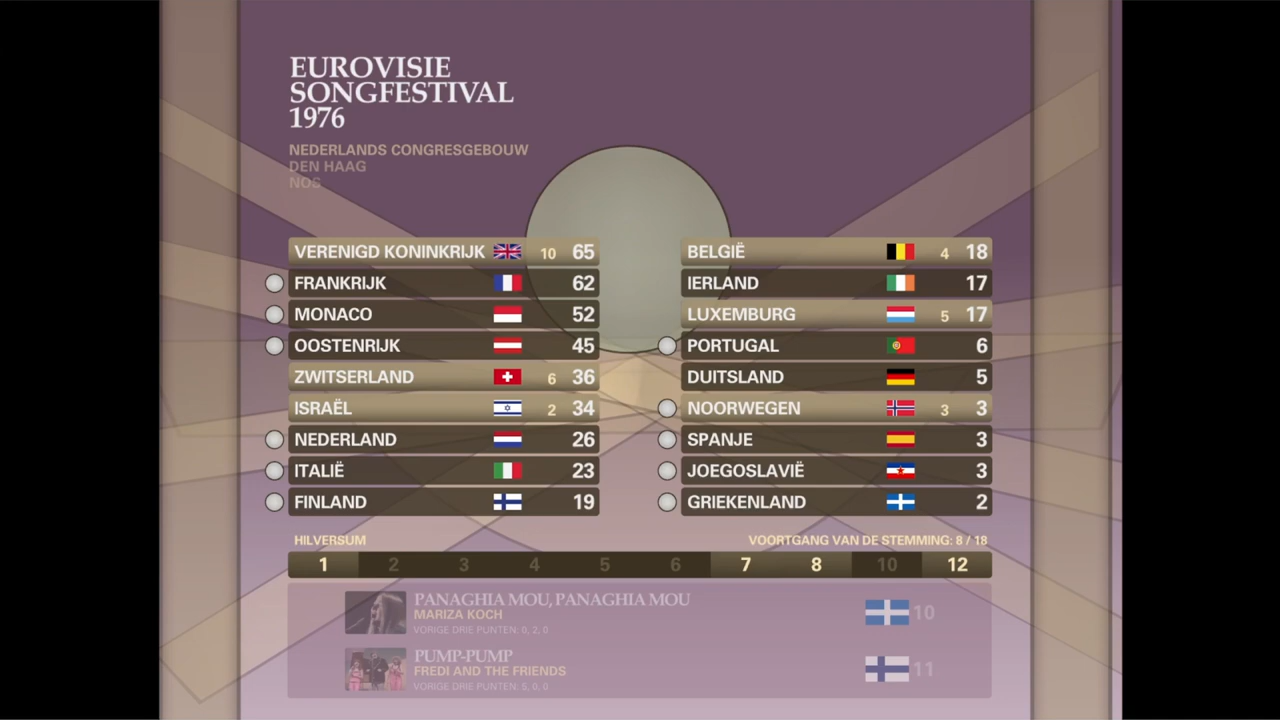 EUROVISIE
SONGFESTIVAL
1976
NEDERLANDS CONGRESGEBOUW
DEN HAAG
NOS
VERENIGD KONINKRIJK 10 65
FRANKRIJK 62
MONACO 52
OOSTENRIJK 45
ZWITSERLAND 6 36
ISRAËL 2 34
NEDERLAND 26
ITALIË 23
FINLAND 19
BELGIË 4 18
IERLAND 17
LUXEMBURG 5 17
PORTUGAL 6
DUITSLAND 5
NOORWEGEN 3 3
SPANJE 3
JOEGOSLAVIË 3
GRIEKENLAND 2
HILVERSUM VOORTGANG VAN DE STEMMING: 8 / 18
1 2 3 4 5 6 7 8 10 12
PANAGHIA MOU, PANAGHIA MOU
MARIZA KOCH 10
VORIGE DRIE PUNTEN: 0, 2, 0
PUMP-PUMP
FREDI AND THE FRIENDS 11
VORIGE DRIE PUNTEN: 5, 0, 0